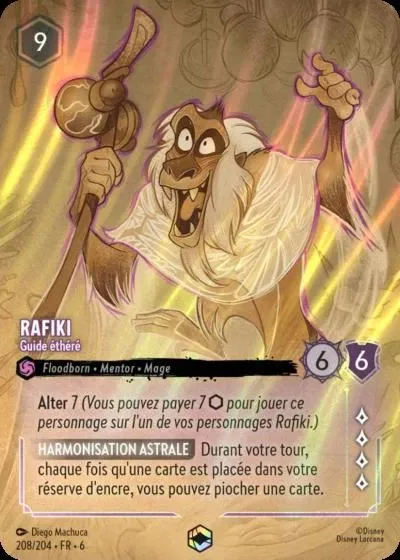 9
RAFIKI
Guide éthéré
Floodborn • Mentor • Mage
6 6
Alter 7 (Vous pouvez payer 7 pour jouer ce
personnage sur l'un de vos personnages Rafiki.)
HARMONISATION ASTRALE Durant votre tour,
chaque fois qu'une carte est placée dans votre
réserve d'encre, vous pouvez piocher une carte.
Diego Machuca
©Disney
208/204 • FR • 6
Disney Lorcana